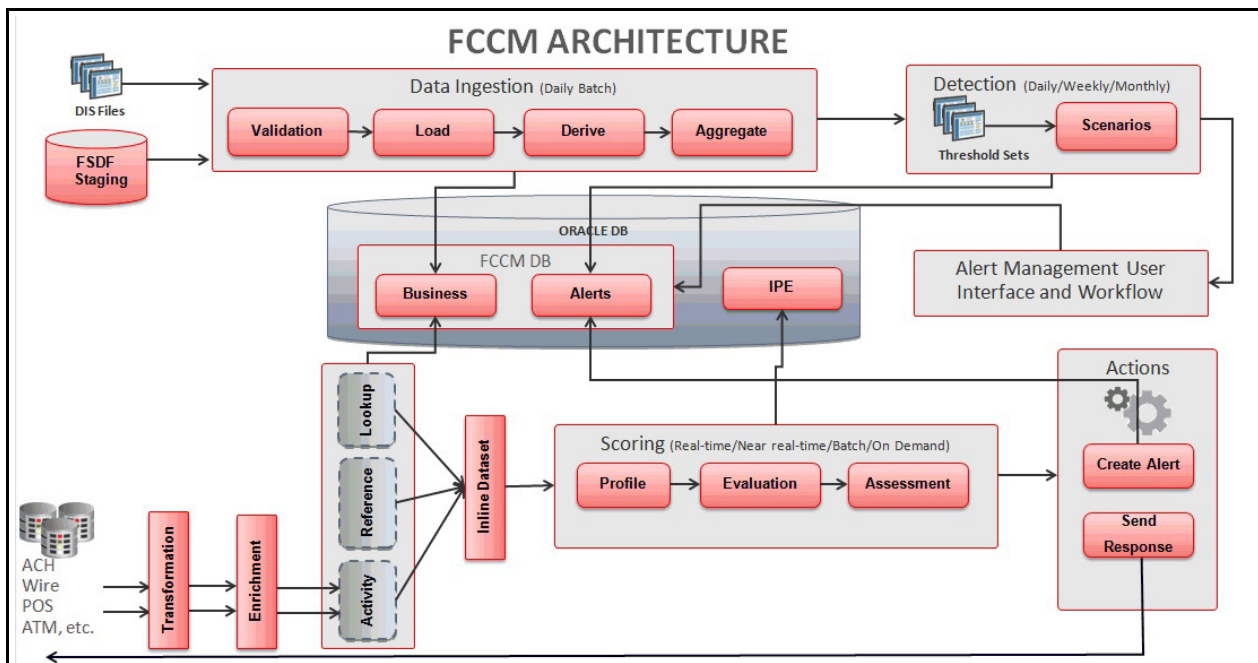 FCCM ARCHITECTURE
DIS Files
FSDF
Staging
Data Ingestion (Daily Batch)
Validation
Load
Derive
Aggregate
Detection (Daily/Weekly/Monthly)
Threshold Sets
Scenarios
ORACLE DB
FCCM DB
Business
Alerts
IPE
Alert Management User
Interface and Workflow
Lookup
Reference
Activity
Inline Dataset
Scoring (Real-time/Near real-time/Batch/On Demand)
Profile
Evaluation
Assessment
Actions
Create Alert
Send
Response
ACH
Wire
POS
ATM, etc.
Transformation
Enrichment